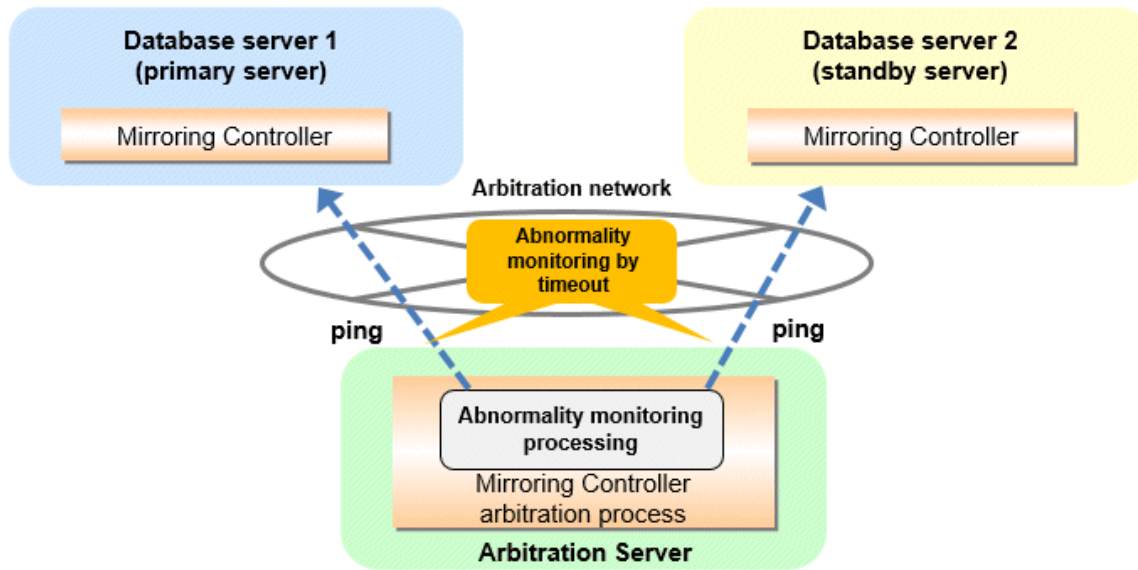 Database server 1
(primary server)
Mirroring Controller
Database server 2
(standby server)
Mirroring Controller
Arbitration network
Abnormality
monitoring by
timeout
ping
ping
Abnormality monitoring
processing
Mirroring Controller
arbitration process
Arbitration Server